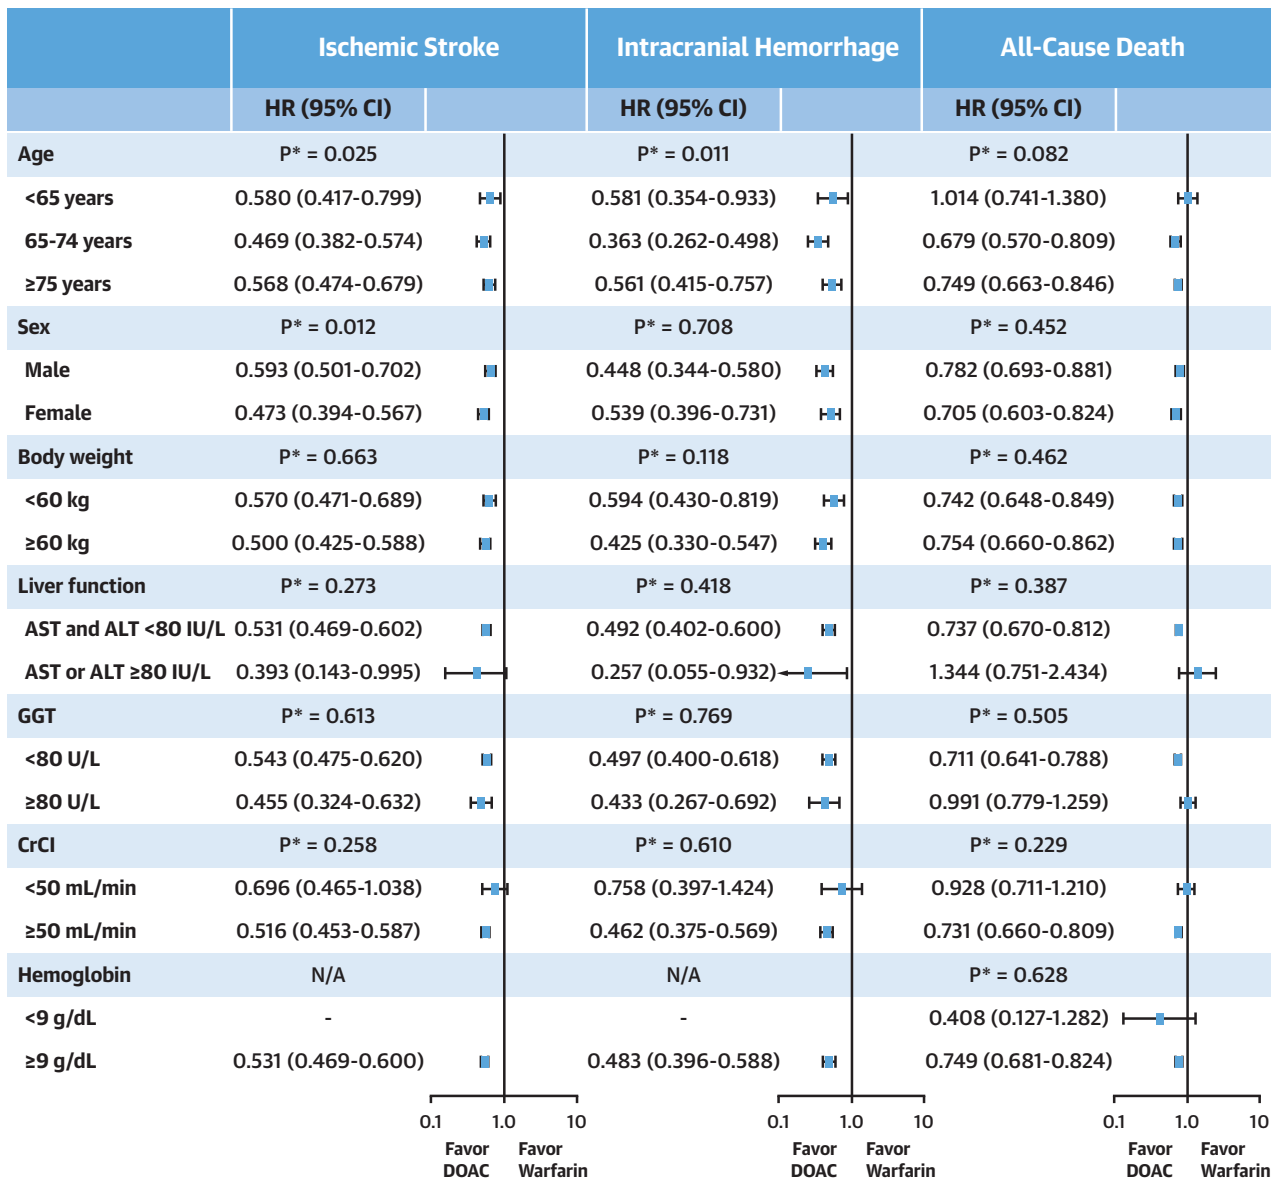 Ischemic Stroke Intracranial Hemorrhage All-Cause Death
HR (95% CI) HR (95% CI) HR (95% CI)
Age P* = 0.025 P* = 0.011 P* = 0.082
<65 years 0.580 (0.417-0.799) 0.581 (0.354-0.933) 1.014 (0.741-1.380)
65-74 years 0.469 (0.382-0.574) 0.363 (0.262-0.498) 0.679 (0.570-0.809)
≥75 years 0.568 (0.474-0.679) 0.561 (0.415-0.757) 0.749 (0.663-0.846)
Sex P* = 0.012 P* = 0.708 P* = 0.452
Male 0.593 (0.501-0.702) 0.448 (0.344-0.580) 0.782 (0.693-0.881)
Female 0.473 (0.394-0.567) 0.539 (0.396-0.731) 0.705 (0.603-0.824)
Body weight P* = 0.663 P* = 0.118 P* = 0.462
<60 kg 0.570 (0.471-0.689) 0.594 (0.430-0.819) 0.742 (0.648-0.849)
≥60 kg 0.500 (0.425-0.588) 0.425 (0.330-0.547) 0.754 (0.660-0.862)
Liver function P* = 0.273 P* = 0.418 P* = 0.387
AST and ALT <80 IU/L 0.531 (0.469-0.602) 0.492 (0.402-0.600) 0.737 (0.670-0.812)
AST or ALT ≥80 IU/L 0.393 (0.143-0.995) 0.257 (0.055-0.932) 1.344 (0.751-2.434)
GGT P* = 0.613 P* = 0.769 P* = 0.505
<80 U/L 0.543 (0.475-0.620) 0.497 (0.400-0.618) 0.711 (0.641-0.788)
≥80 U/L 0.455 (0.324-0.632) 0.433 (0.267-0.692) 0.991 (0.779-1.259)
CrCl P* = 0.258 P* = 0.610 P* = 0.229
<50 mL/min 0.696 (0.465-1.038) 0.758 (0.397-1.424) 0.928 (0.711-1.210)
≥50 mL/min 0.516 (0.453-0.587) 0.462 (0.375-0.569) 0.731 (0.660-0.809)
Hemoglobin N/A N/A P* = 0.628
<9 g/dL - - 0.408 (0.127-1.282)
≥9 g/dL 0.531 (0.469-0.600) 0.483 (0.396-0.588) 0.749 (0.681-0.824)
0.1 1.0 10 0.1 1.0 10 0.1 1.0 10
Favor Favor Favor Favor Favor Favor
DOAC Warfarin DOAC Warfarin DOAC Warfarin